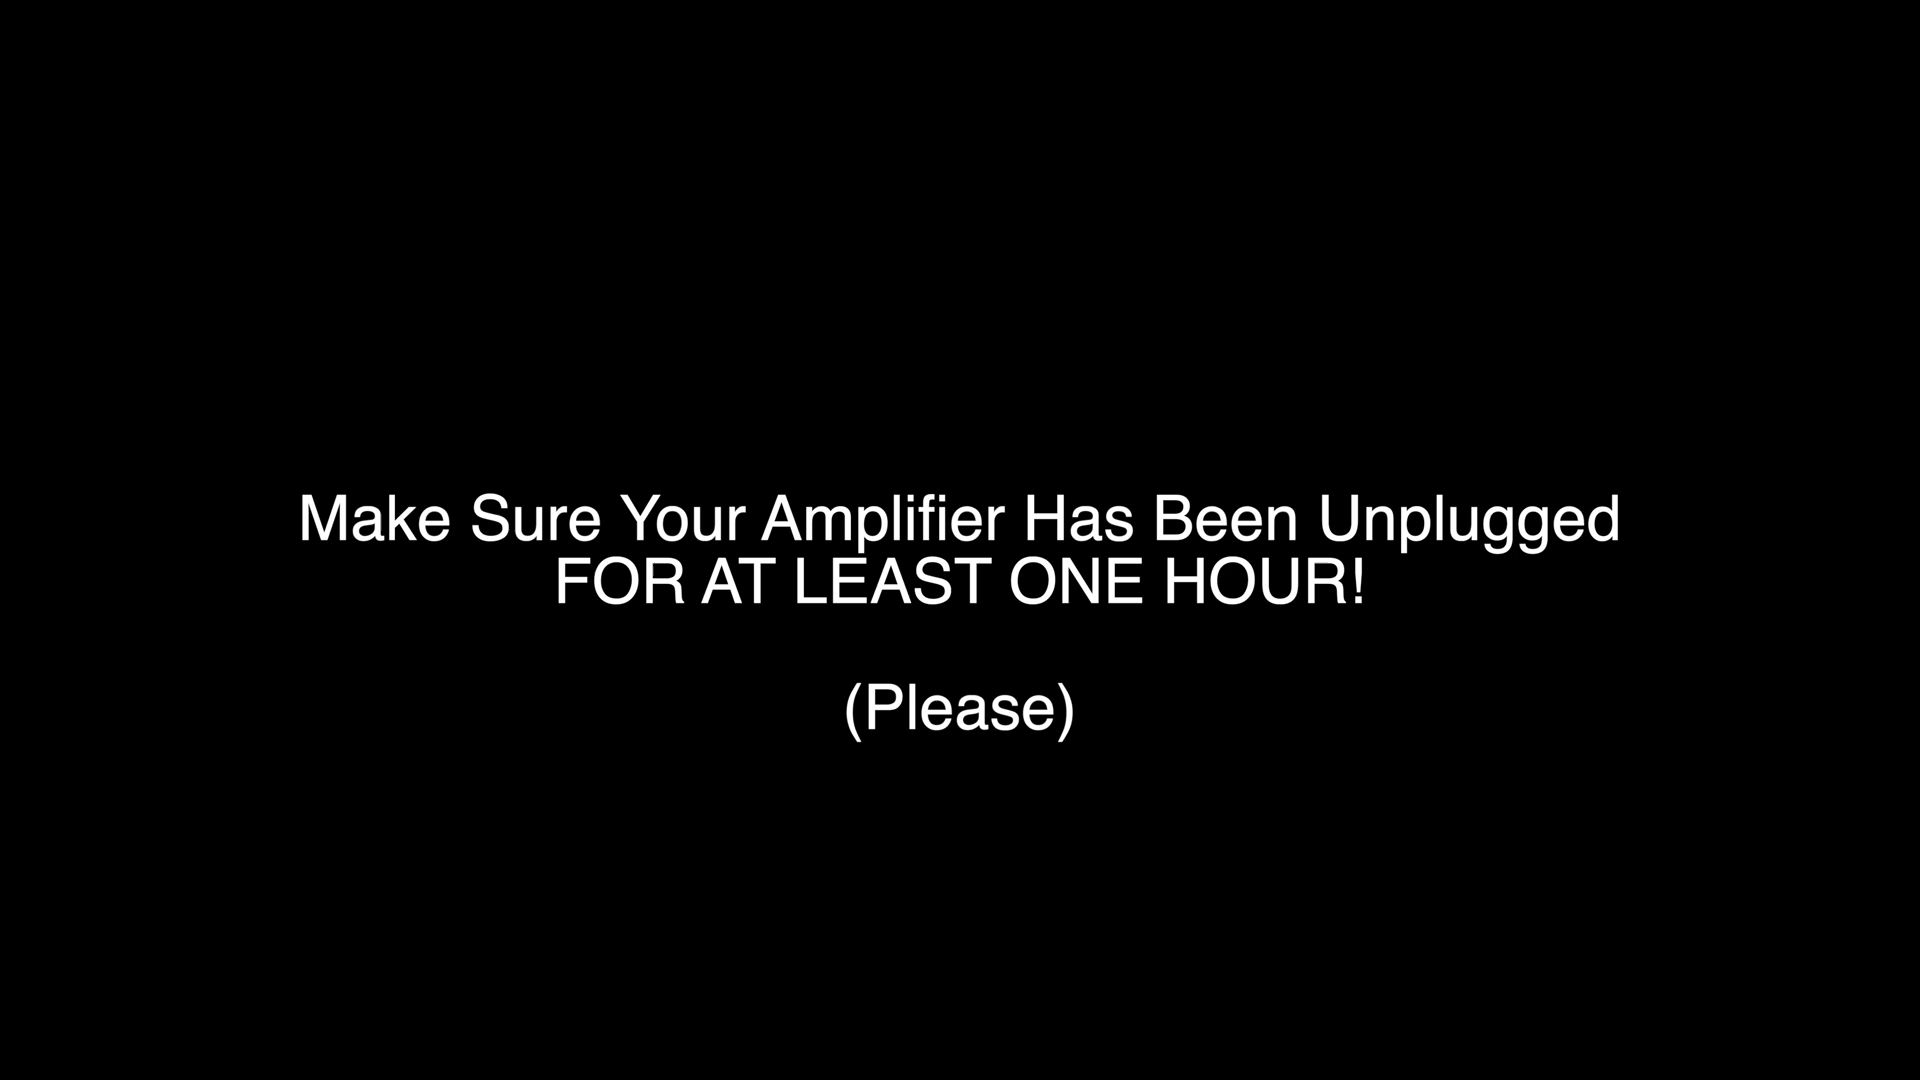 Make Sure Your Amplifier Has Been Unplugged
FOR AT LEAST ONE HOUR!
(Please)